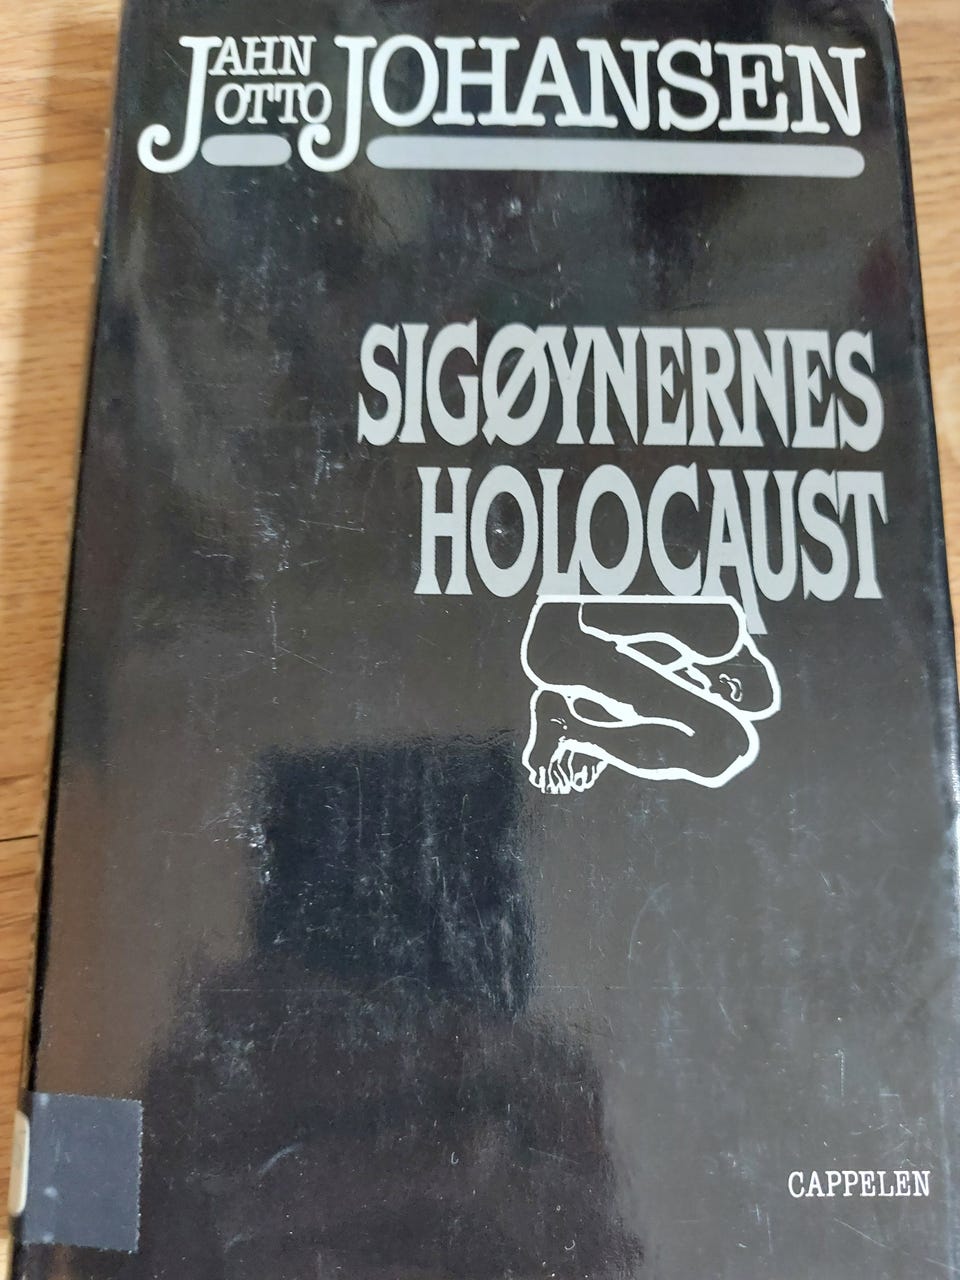 JAHN
OTTO JOHANSEN
SIGØYNERNES
HOLOCAUST
CAPPELEN